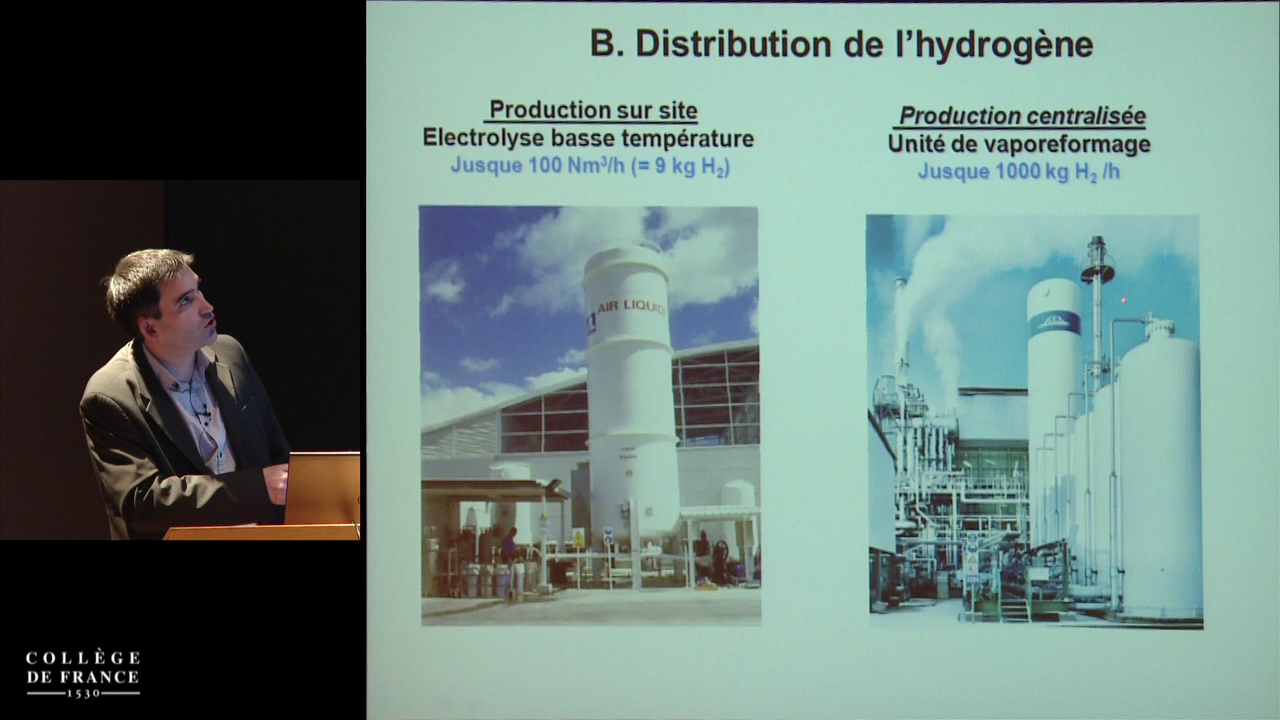 B. Distribution de l'hydrogène
Production sur site
Electrolyse basse température
Jusque 100 Nm³/h (= 9 kg H₂)
Production centralisée
Unité de vaporeformage
Jusque 1000 kg H₂ /h
AIR LIQUID
COLLÈGE
DE FRANCE
1530